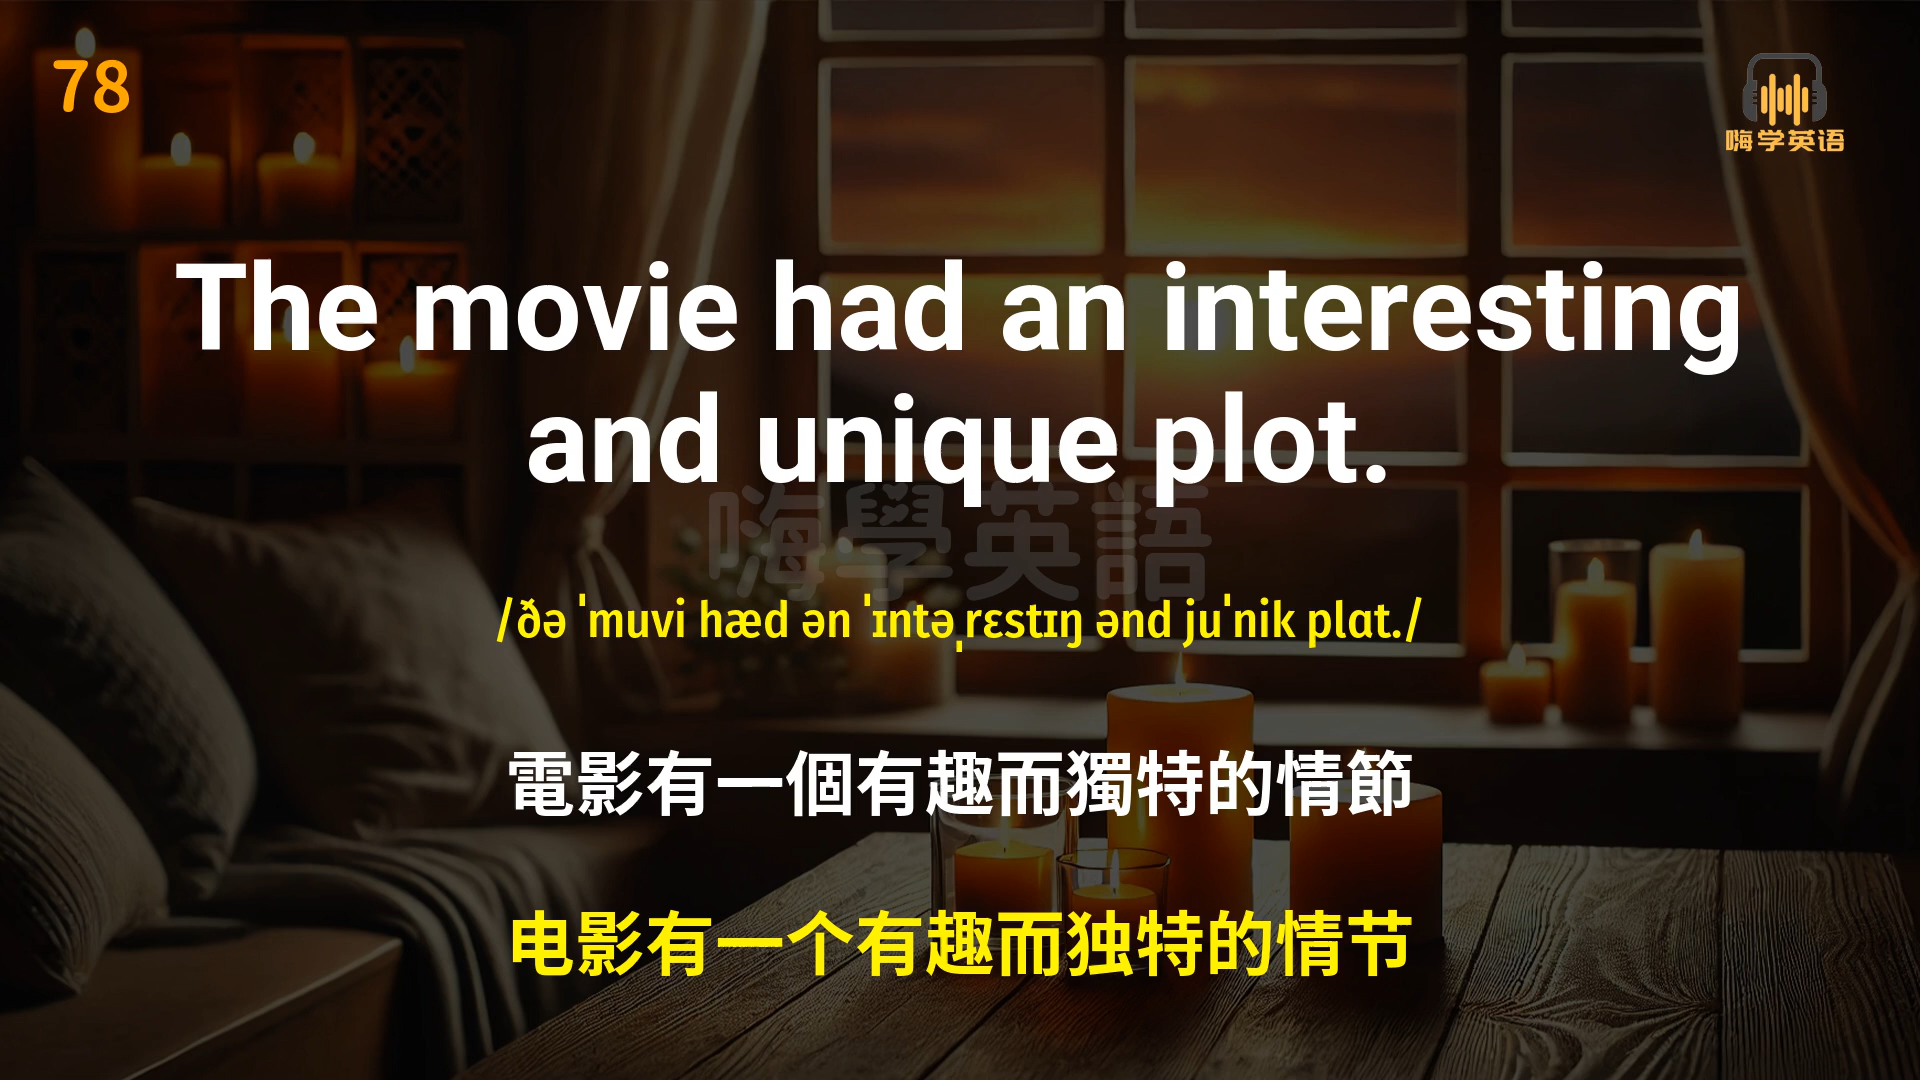 78
嗨学英语
The movie had an interesting
and unique plot.
嗨學英語
/ðə ˈmuvi hæd ən ˈɪntəˌrɛstɪŋ ənd juˈnik plɑt./
電影有一個有趣而獨特的情節
电影有一个有趣而独特的情节